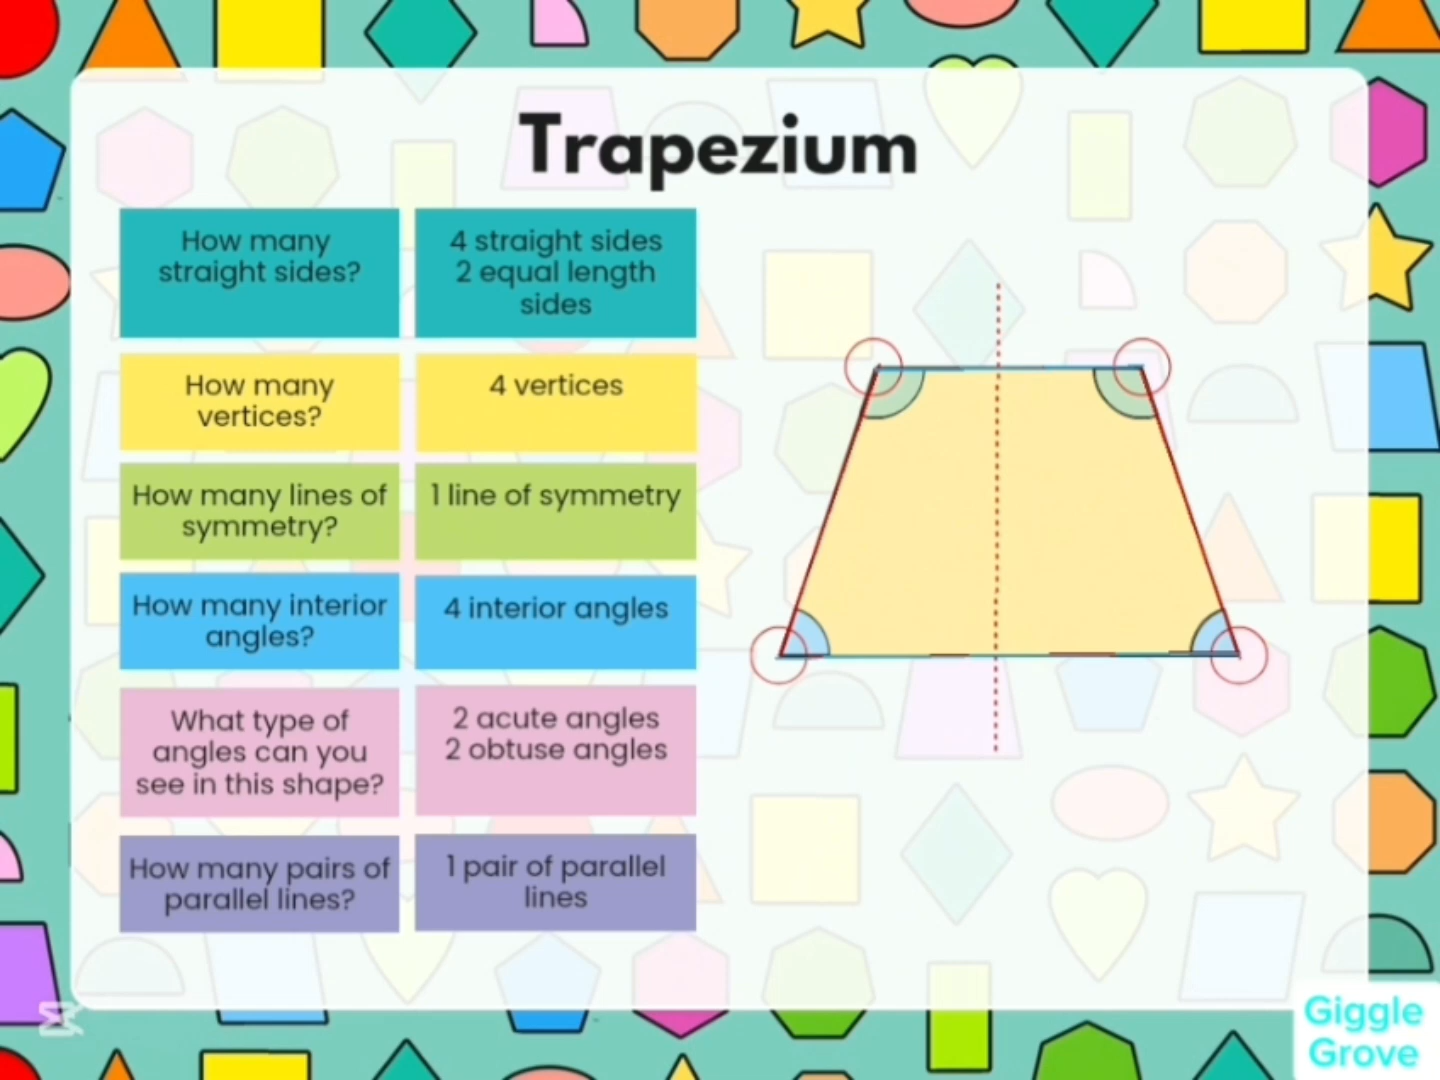 Trapezium
How many
straight sides?
4 straight sides
2 equal length
sides
How many
vertices?
4 vertices
How many lines of
symmetry?
1 line of symmetry
How many interior
angles?
4 interior angles
What type of
angles can you
see in this shape?
2 acute angles
2 obtuse angles
How many pairs of
parallel lines?
1 pair of parallel
lines
Giggle
Grove